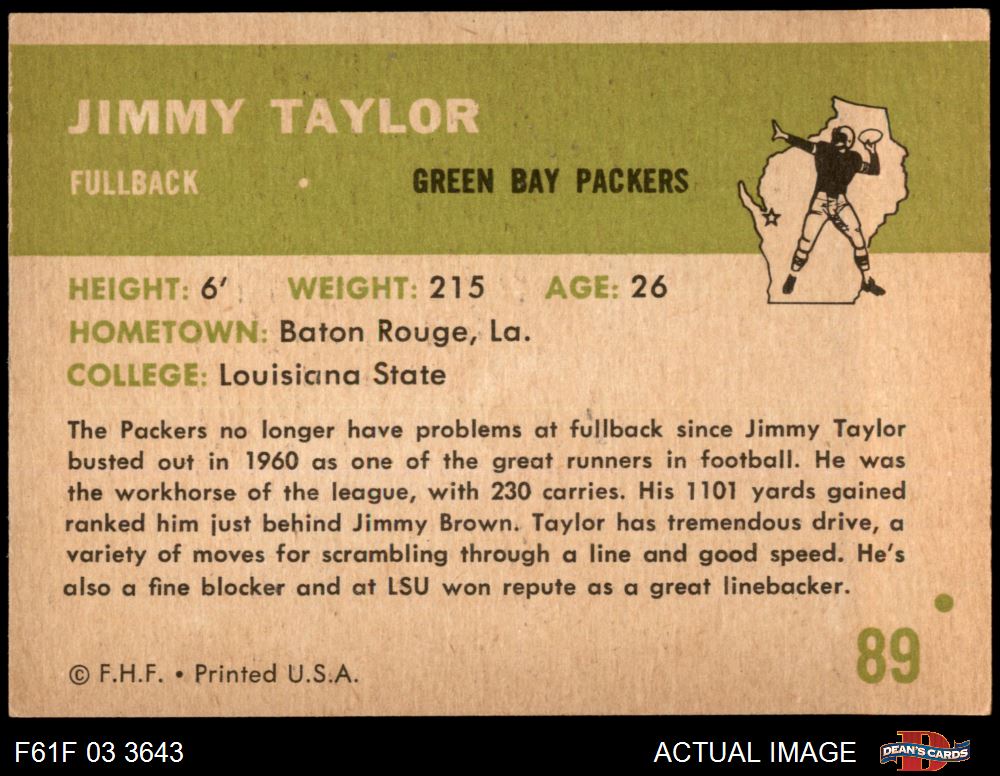 JIMMY TAYLOR
FULLBACK • GREEN BAY PACKERS
HEIGHT: 6' WEIGHT: 215 AGE: 26
HOMETOWN: Baton Rouge, La.
COLLEGE: Louisiana State
The Packers no longer have problems at fullback since Jimmy Taylor
busted out in 1960 as one of the great runners in football. He was
the workhorse of the league, with 230 carries. His 1101 yards gained
ranked him just behind Jimmy Brown. Taylor has tremendous drive, a
variety of moves for scrambling through a line and good speed. He's
also a fine blocker and at LSU won repute as a great linebacker.
89
© F.H.F. • Printed U.S.A.
F61F 03 3643 ACTUAL IMAGE DEAN'S CARDS